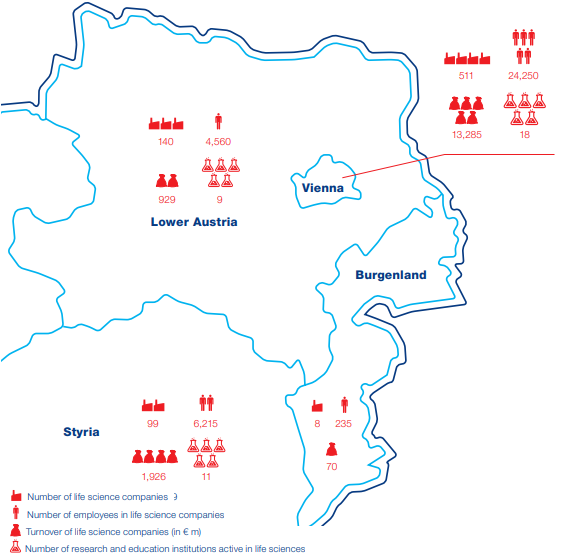 511 24,250
13,285 18
140 4,560
929 9
Vienna
Lower Austria
Burgenland
99 6,215
8 235
Styria
1,926 11
70
Number of life science companies 9
Number of employees in life science companies
Turnover of life science companies (in € m)
Number of research and education institutions active in life sciences